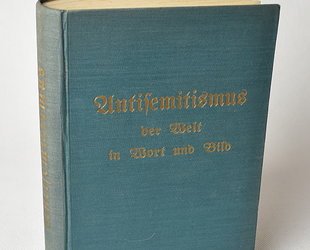 Antiſemitismus
der Welt
in Wort und Bild